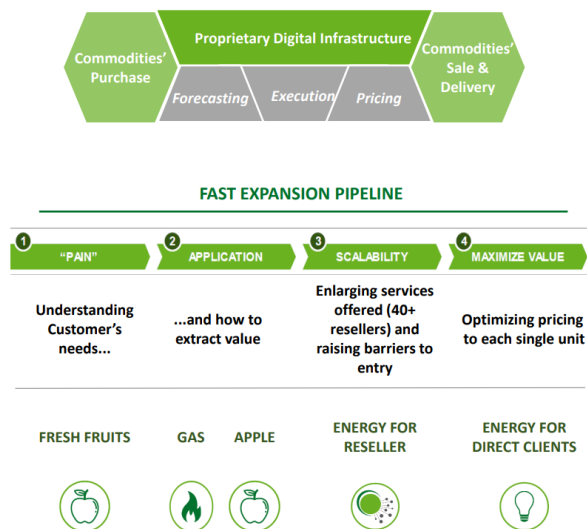 Proprietary Digital Infrastructure
Commodities'
Purchase
Commodities'
Sale &
Delivery
Forecasting
Execution
Pricing
FAST EXPANSION PIPELINE
1
"PAIN"
2
APPLICATION
3
SCALABILITY
4
MAXIMIZE VALUE
Understanding
Customer's
needs...
...and how to
extract value
Enlarging services
offered (40+
resellers) and
raising barriers to
entry
Optimizing pricing
to each single unit
FRESH FRUITS
GAS
APPLE
ENERGY FOR
RESELLER
ENERGY FOR
DIRECT CLIENTS